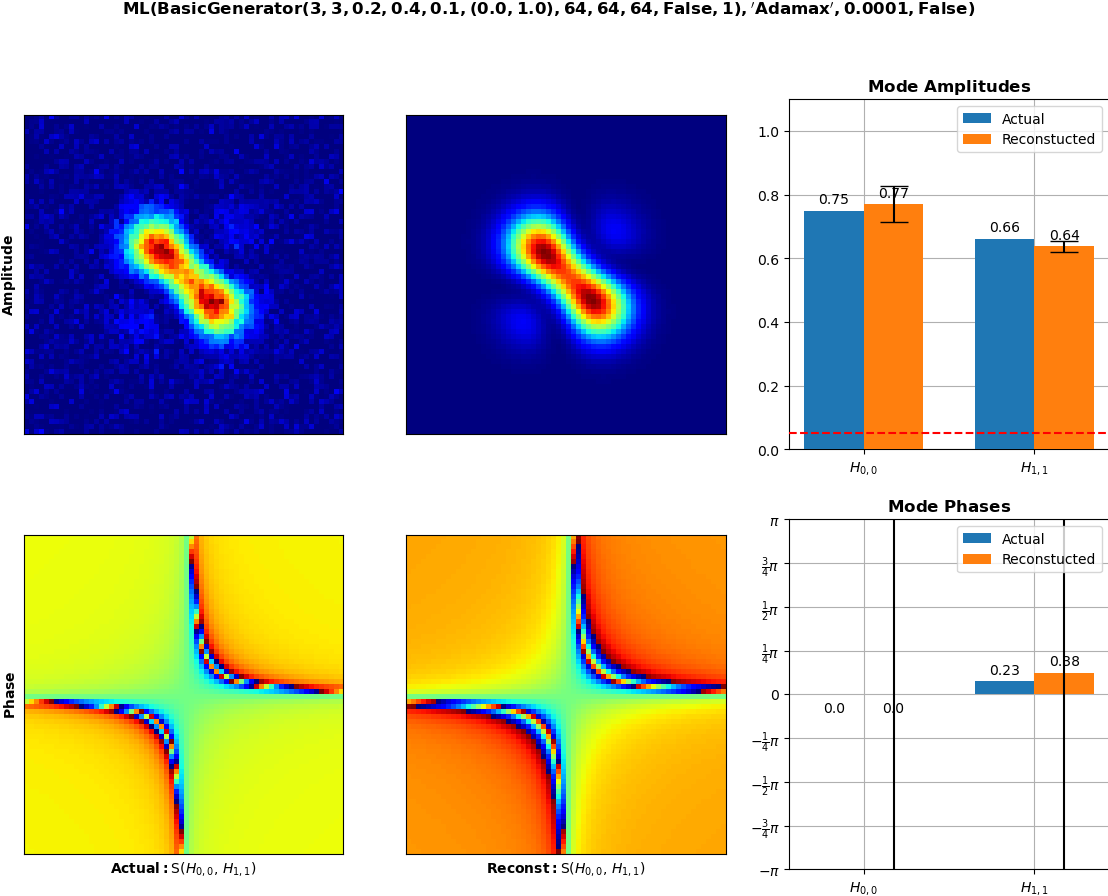 ML(BasicGenerator(3, 3, 0.2, 0.4, 0.1, (0.0, 1.0), 64, 64, 64, False, 1), ′Adamax′, 0.0001, False)
Amplitude
Mode Amplitudes
Actual
Reconstucted
1.0
0.8
0.6
0.4
0.2
0.0
0.75
0.77
0.66
0.64
H0, 0
H1, 1
Phase
Actual: S(H0, 0, H1, 1)
Reconst: S(H0, 0, H1, 1)
Mode Phases
Actual
Reconstucted
π
3/4π
1/2π
1/4π
0
−1/4π
−1/2π
−3/4π
−π
0.0
0.0
0.23
0.38
H0, 0
H1, 1